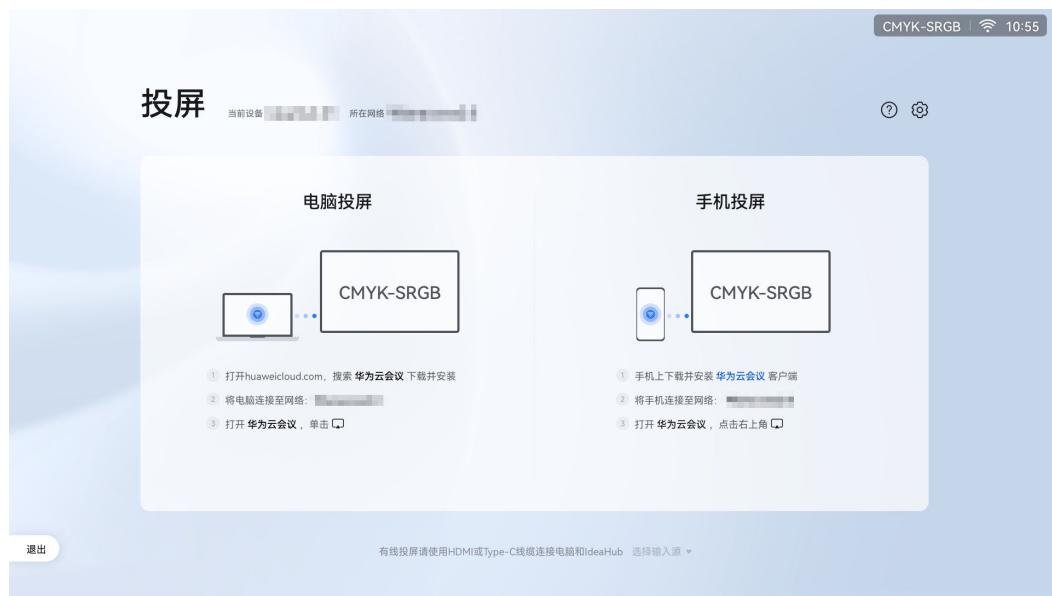 CMYK-SRGB 10:55
投屏 当前设备 所在网络
电脑投屏
CMYK-SRGB
1 打开huaweicloud.com，搜索 华为云会议 下载并安装
2 将电脑连接至网络：
3 打开 华为云会议 ，单击
手机投屏
CMYK-SRGB
1 手机上下载并安装 华为云会议 客户端
2 将手机连接至网络：
3 打开 华为云会议 ，点击右上角
退出
有线投屏请使用HDMI或Type-C线缆连接电脑和IdeaHub 选择输入源